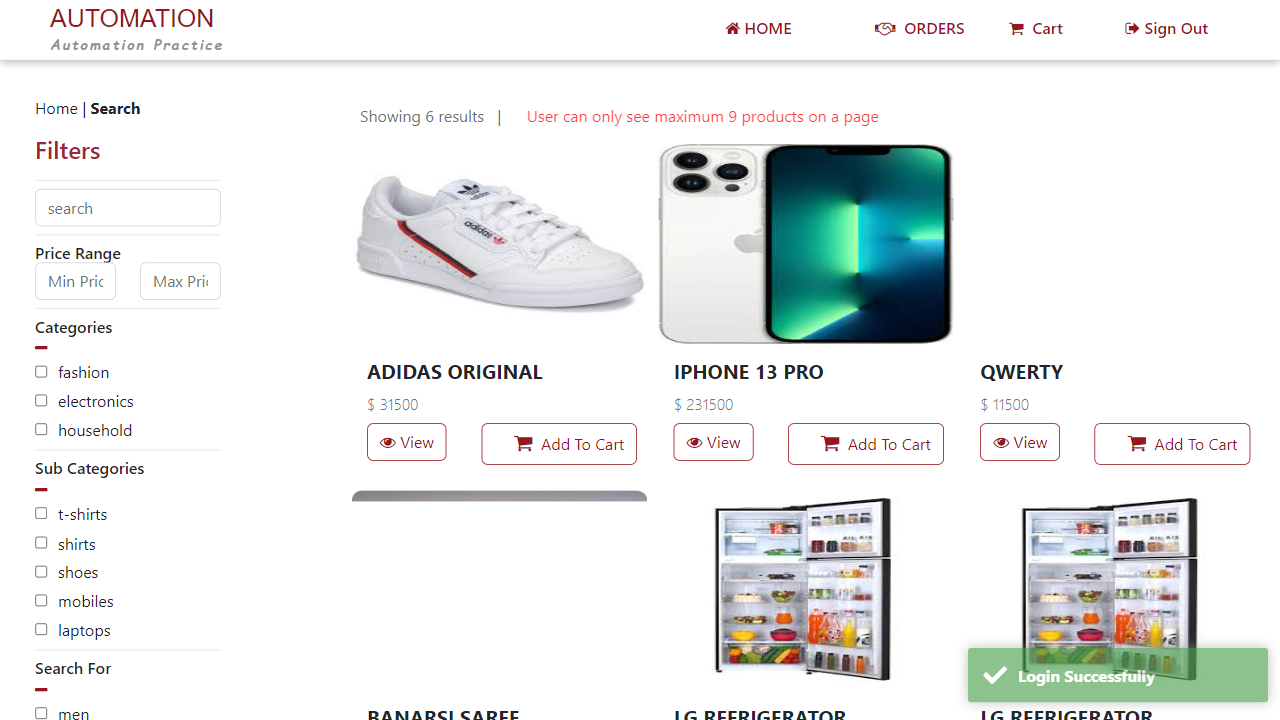 AUTOMATION
Automation Practice
HOME
ORDERS
Cart
Sign Out
Home | Search
Filters
search
Price Range
Min Pric
Max Pric
Categories
fashion
electronics
household
Sub Categories
t-shirts
shirts
shoes
mobiles
laptops
Search For
men
Showing 6 results |
User can only see maximum 9 products on a page
adidas
adidas
ADIDAS ORIGINAL
$ 31500
View
Add To Cart
IPHONE 13 PRO
$ 231500
View
Add To Cart
QWERTY
$ 11500
View
Add To Cart
BANARSI SAREE
LG REFRIGERATOR
LG REFRIGERATOR
Login Successfully